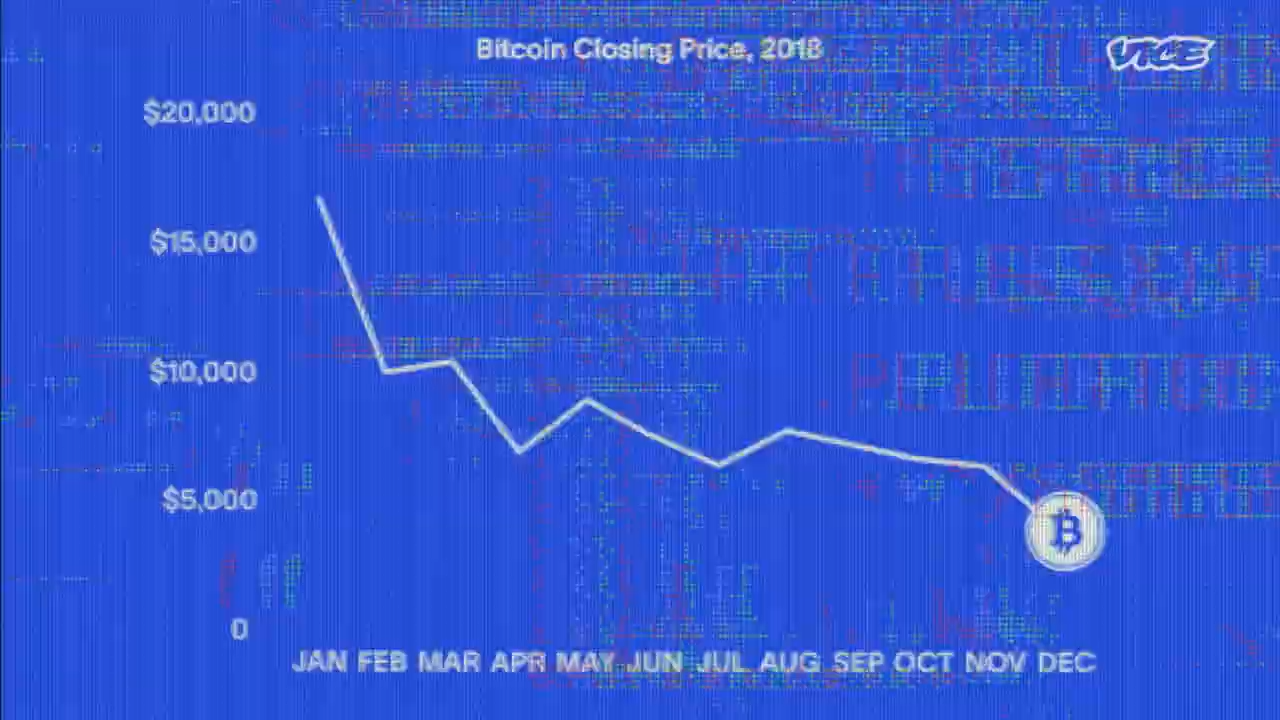 Bitcoin Closing Price, 2018
VICE
$20,000
$15,000
$10,000
$5,000
0
JAN FEB MAR APR MAY JUN JUL AUG SEP OCT NOV DEC